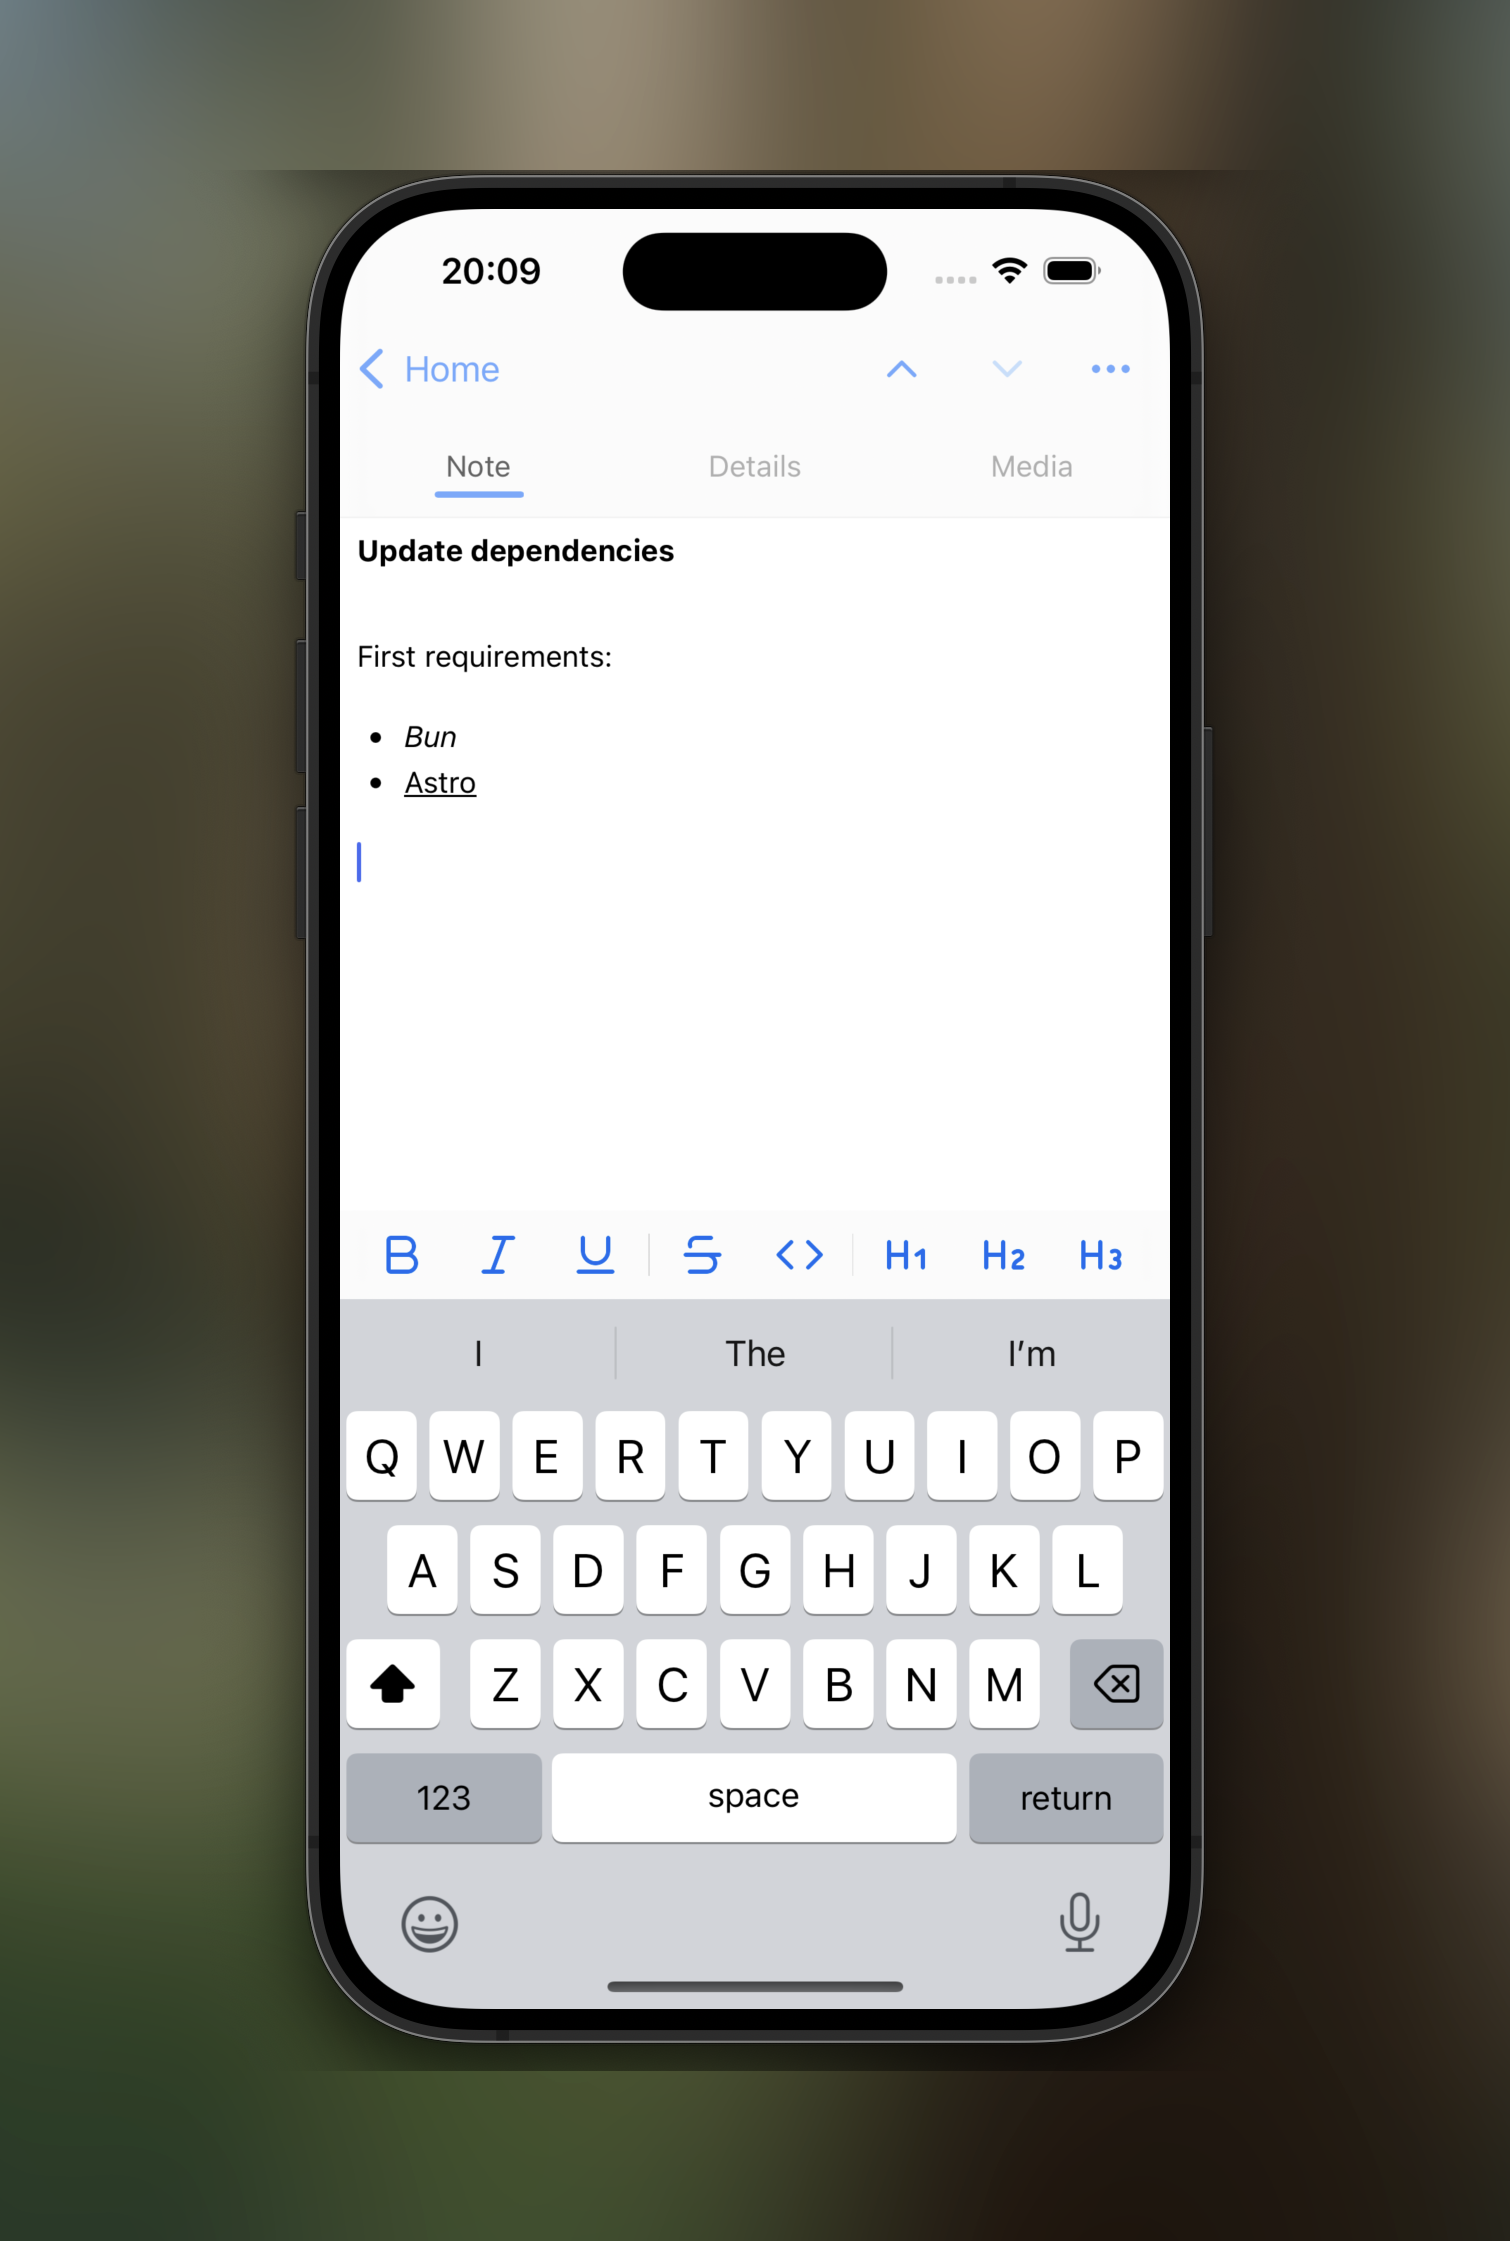 20:09
Home
Note Details Media
Update dependencies
First requirements:
• Bun
• Astro
B I U S <> H1 H2 H3
I The I’m
Q W E R T Y U I O P
A S D F G H J K L
Z X C V B N M
123 space return